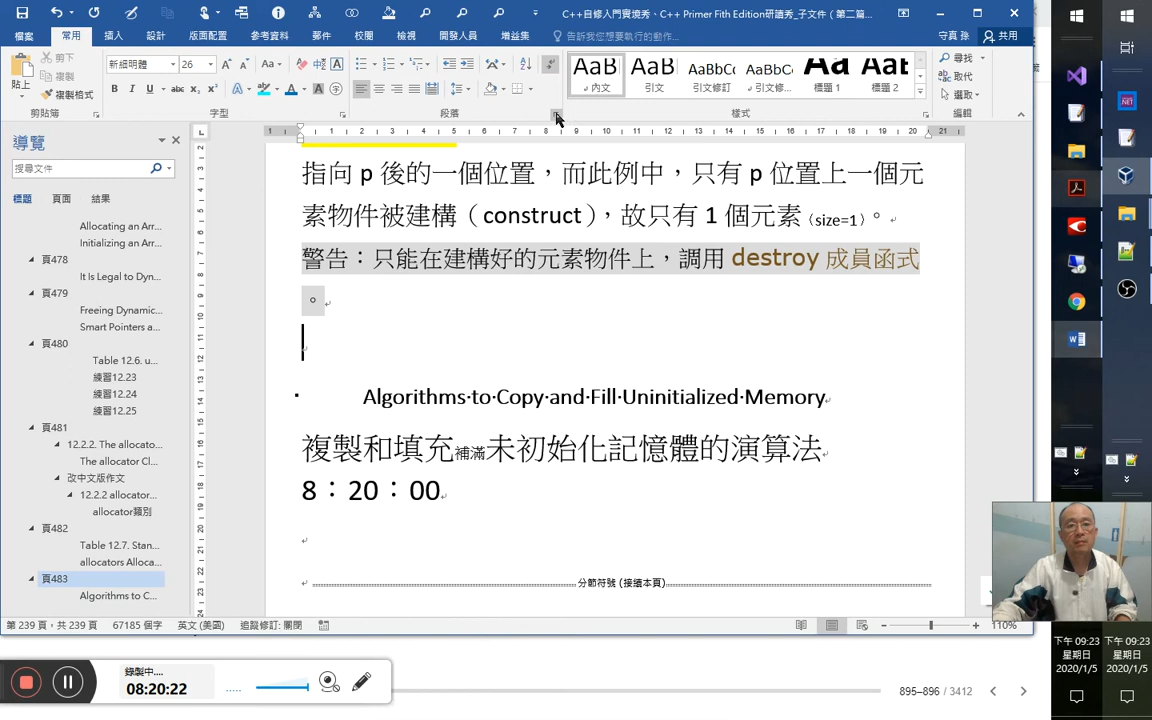 C++自修入門實境秀、C++ Primer Fith Edition研讀秀_子文件（第二篇...
檔案 常用 插入 設計 版面配置 參考資料 郵件 校閱 檢視 開發人員 增益集 告訴我您想要執行的動作... 守真 孫 共用
剪下
複製
複製格式
貼上
新細明體 26
尋找
取代
選取
AaB AaB AaBbC AaBbC Aa Aab
內文 引文 引文修訂 引文修... 標題 1 標題 2
剪貼簿 字型 段落 樣式 編輯
導覽
搜尋文件
標題 頁面 結果
Allocating an Arr...
Initializing an Arr...
頁478
It Is Legal to Dyn...
頁479
Freeing Dynamic...
Smart Pointers a...
頁480
Table 12.6. u...
練習12.23
練習12.24
練習12.25
頁481
12.2.2. The allocato...
The allocator Cl...
改中文版作文
12.2.2 allocator...
allocator類別
頁482
Table 12.7. Stan...
allocators Alloca...
頁483
Algorithms to C...
指向 p 後的一個位置，而此例中，只有 p 位置上一個元
素物件被建構（construct），故只有 1 個元素（size=1）。
警告：只能在建構好的元素物件上，調用 destroy 成員函式
。
Algorithms·to·Copy·and·Fill·Uninitialized·Memory
複製和填充補滿未初始化記憶體的演算法
8：20：00
分節符號 (接續本頁)
第 239 頁，共 239 頁 67185 個字 英文 (美國) 追蹤修訂: 關閉 110%
錄製中....
08:20:22
895–896 / 3412
下午 09:23
星期日
2020/1/5
下午 09:23
星期日
2020/1/5